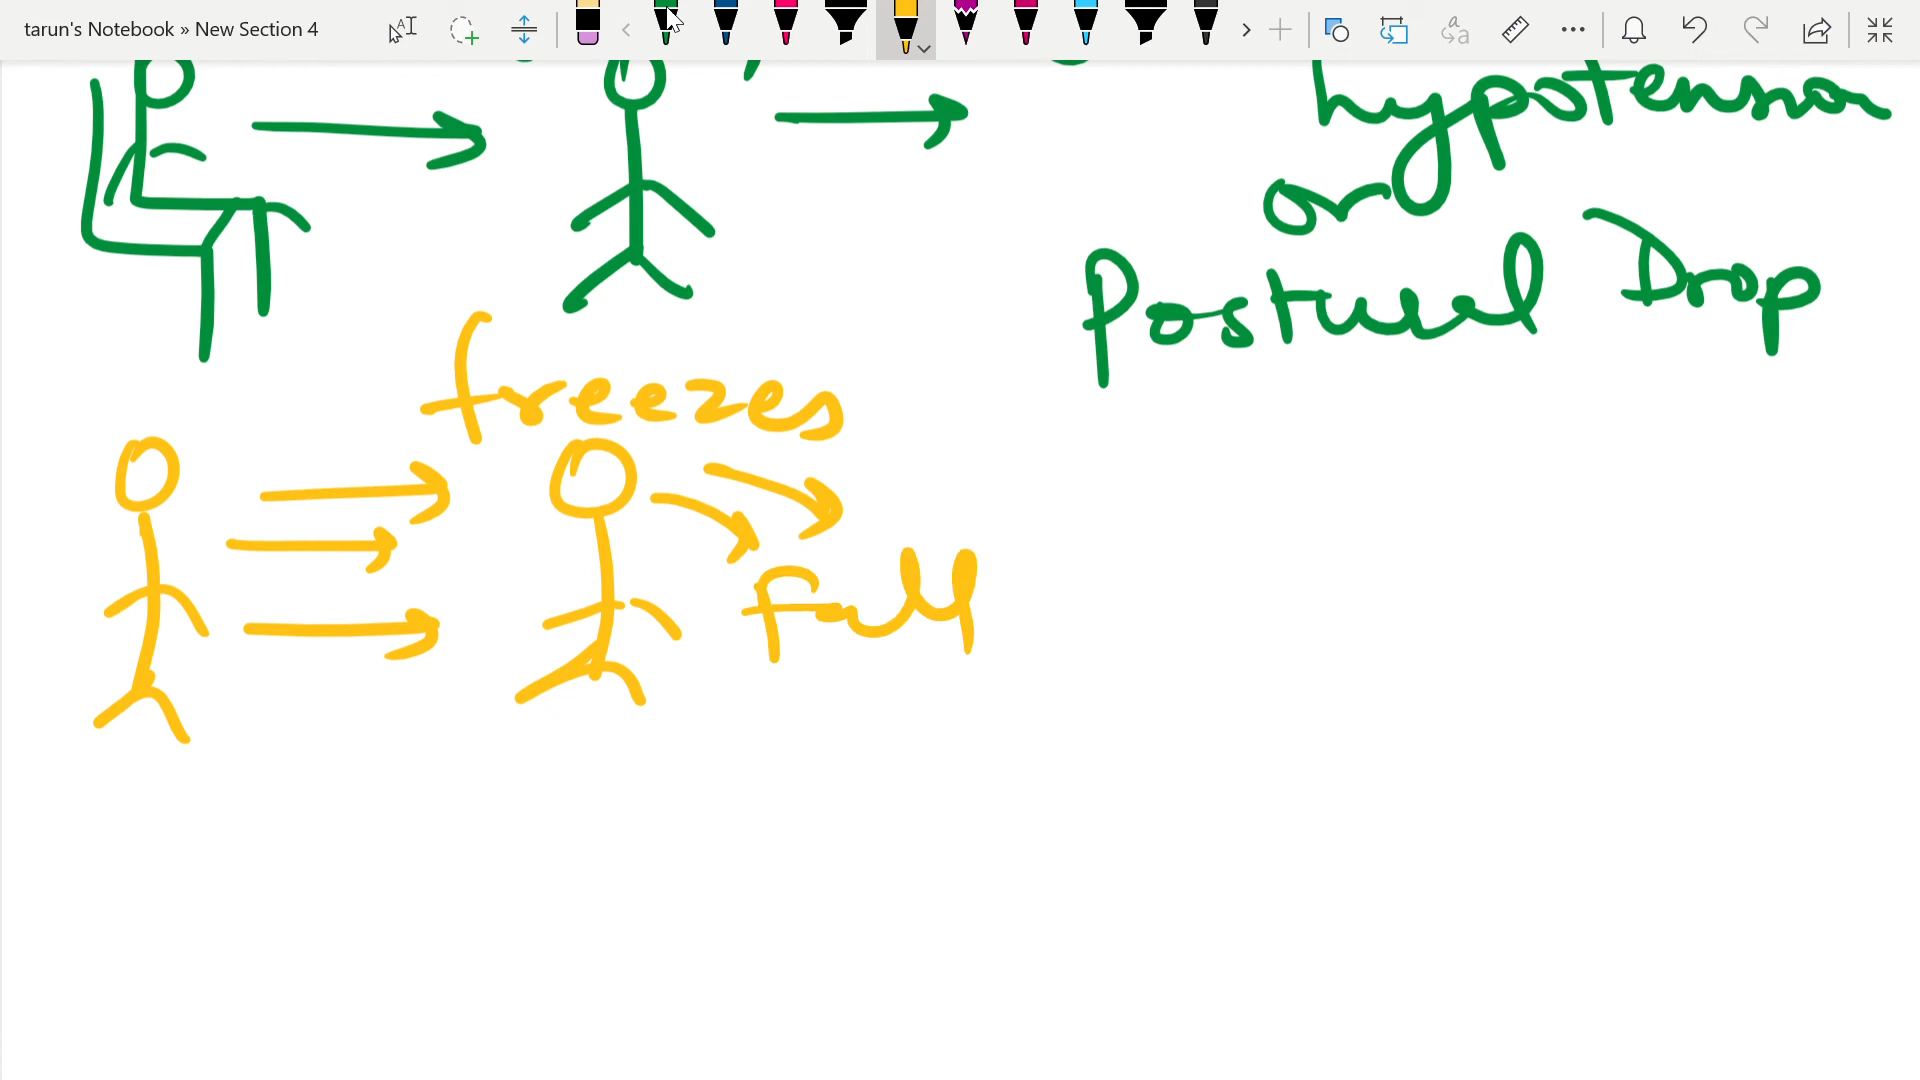 tarun's Notebook » New Section 4
hypotension
or
Postural Drop
freezes
Fall